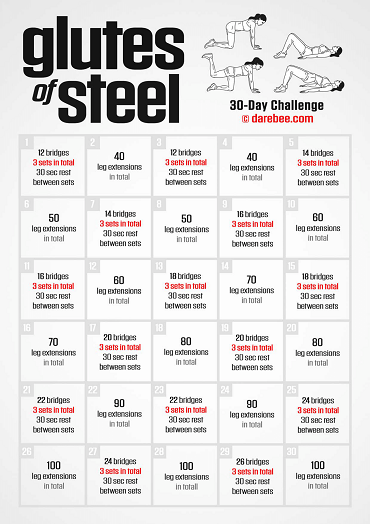 glutes
of steel
30-Day Challenge
© darebee.com
1
12 bridges
3 sets in total
30 sec rest
between sets
2
40
leg extensions
in total
3
12 bridges
3 sets in total
30 sec rest
between sets
4
40
leg extensions
in total
5
14 bridges
3 sets in total
30 sec rest
between sets
6
50
leg extensions
in total
7
14 bridges
3 sets in total
30 sec rest
between sets
8
50
leg extensions
in total
9
16 bridges
3 sets in total
30 sec rest
between sets
10
60
leg extensions
in total
11
16 bridges
3 sets in total
30 sec rest
between sets
12
60
leg extensions
in total
13
18 bridges
3 sets in total
30 sec rest
between sets
14
70
leg extensions
in total
15
18 bridges
3 sets in total
30 sec rest
between sets
16
70
leg extensions
in total
17
20 bridges
3 sets in total
30 sec rest
between sets
18
80
leg extensions
in total
19
20 bridges
3 sets in total
30 sec rest
between sets
20
80
leg extensions
in total
21
22 bridges
3 sets in total
30 sec rest
between sets
22
90
leg extensions
in total
23
22 bridges
3 sets in total
30 sec rest
between sets
24
90
leg extensions
in total
25
24 bridges
3 sets in total
30 sec rest
between sets
26
100
leg extensions
in total
27
24 bridges
3 sets in total
30 sec rest
between sets
28
100
leg extensions
in total
29
26 bridges
3 sets in total
30 sec rest
between sets
30
100
leg extensions
in total